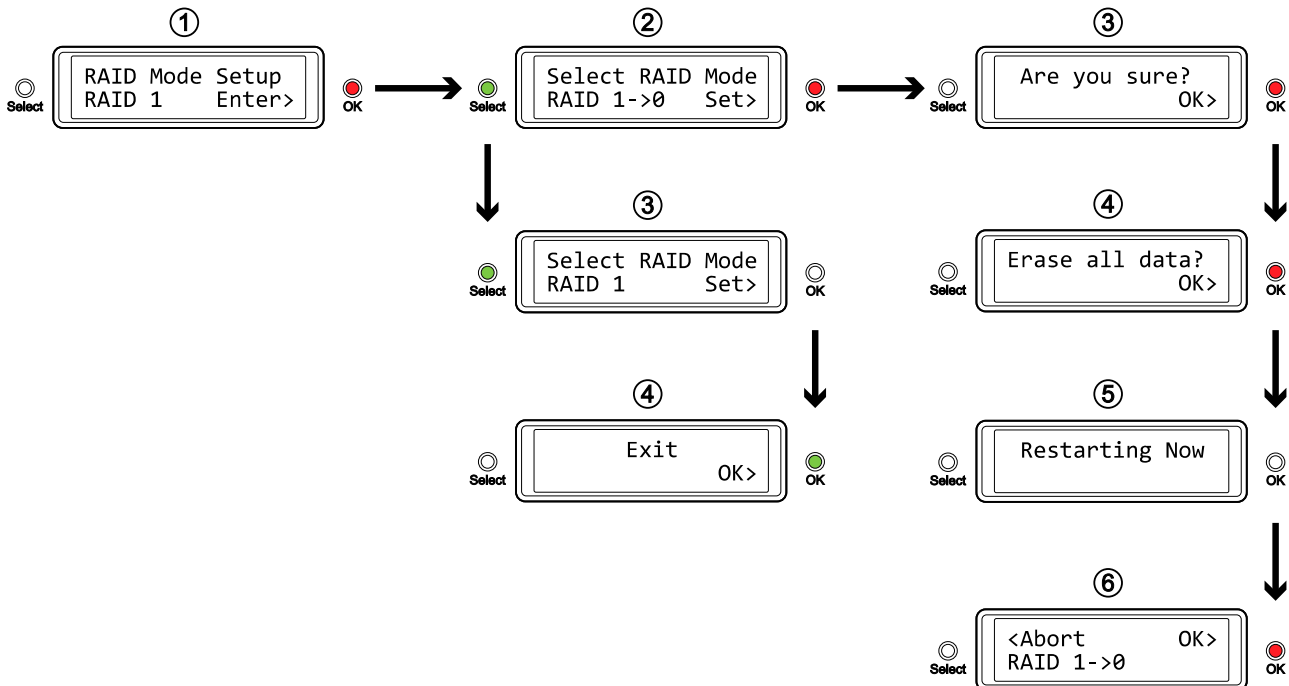 ①
RAID Mode Setup
RAID 1 Enter>
Select
OK
②
Select RAID Mode
RAID 1->0 Set>
Select
OK
③
Are you sure?
OK>
Select
OK
③
Select RAID Mode
RAID 1 Set>
Select
OK
④
Erase all data?
OK>
Select
OK
④
Exit
OK>
Select
OK
⑤
Restarting Now
Select
OK
⑥
<Abort OK>
RAID 1->0
Select
OK